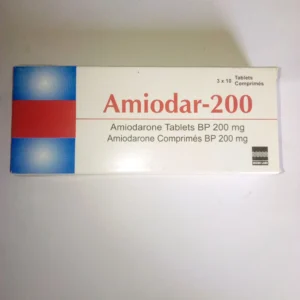 3 x 10 Tablets
Comprimés
Amiodar-200
Amiodarone Tablets BP 200 mg
Amiodarone Comprimés BP 200 mg